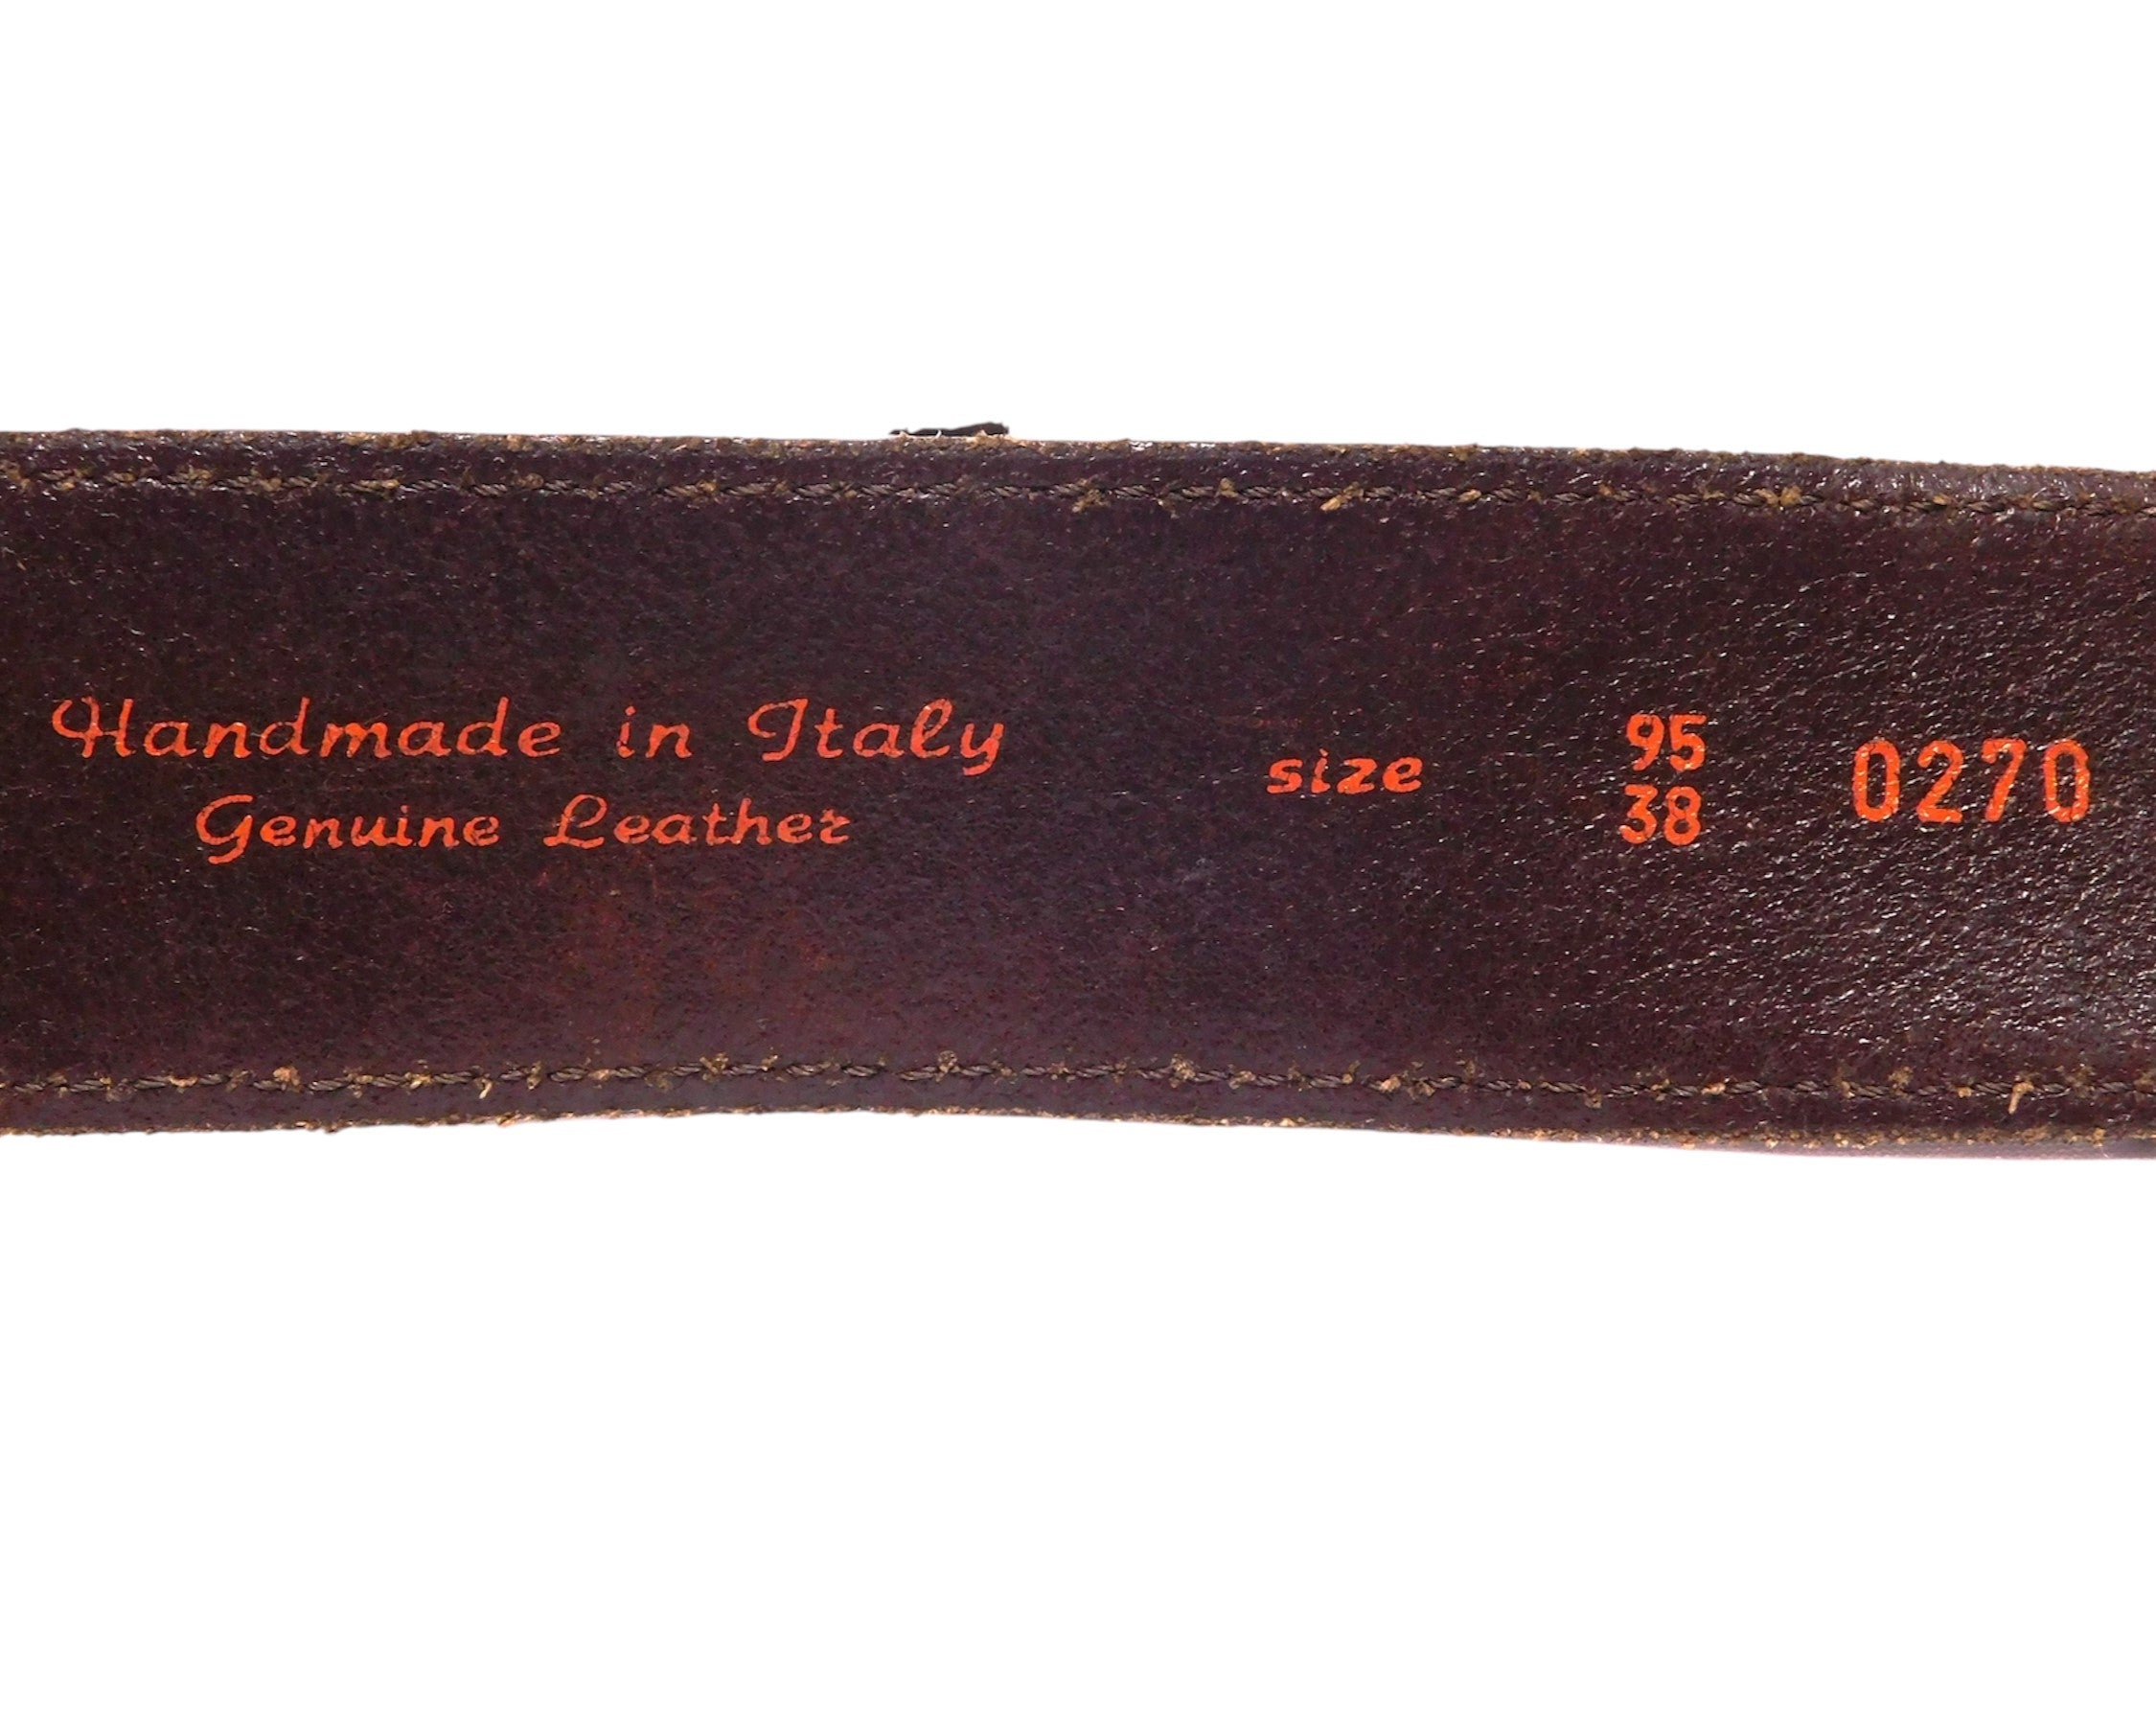 Handmade in Italy
Genuine Leather
size
95
38
0270